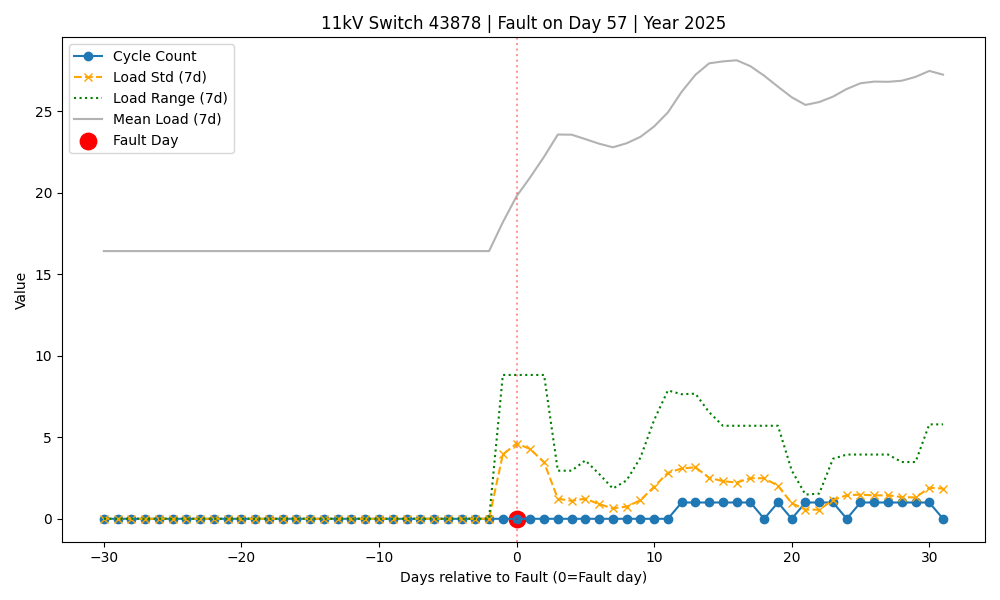 11kV Switch 43878 | Fault on Day 57 | Year 2025
Cycle Count
Load Std (7d)
Load Range (7d)
Mean Load (7d)
Fault Day
Value
25
20
15
10
5
0
−30
−20
−10
0
10
20
30
Days relative to Fault (0=Fault day)